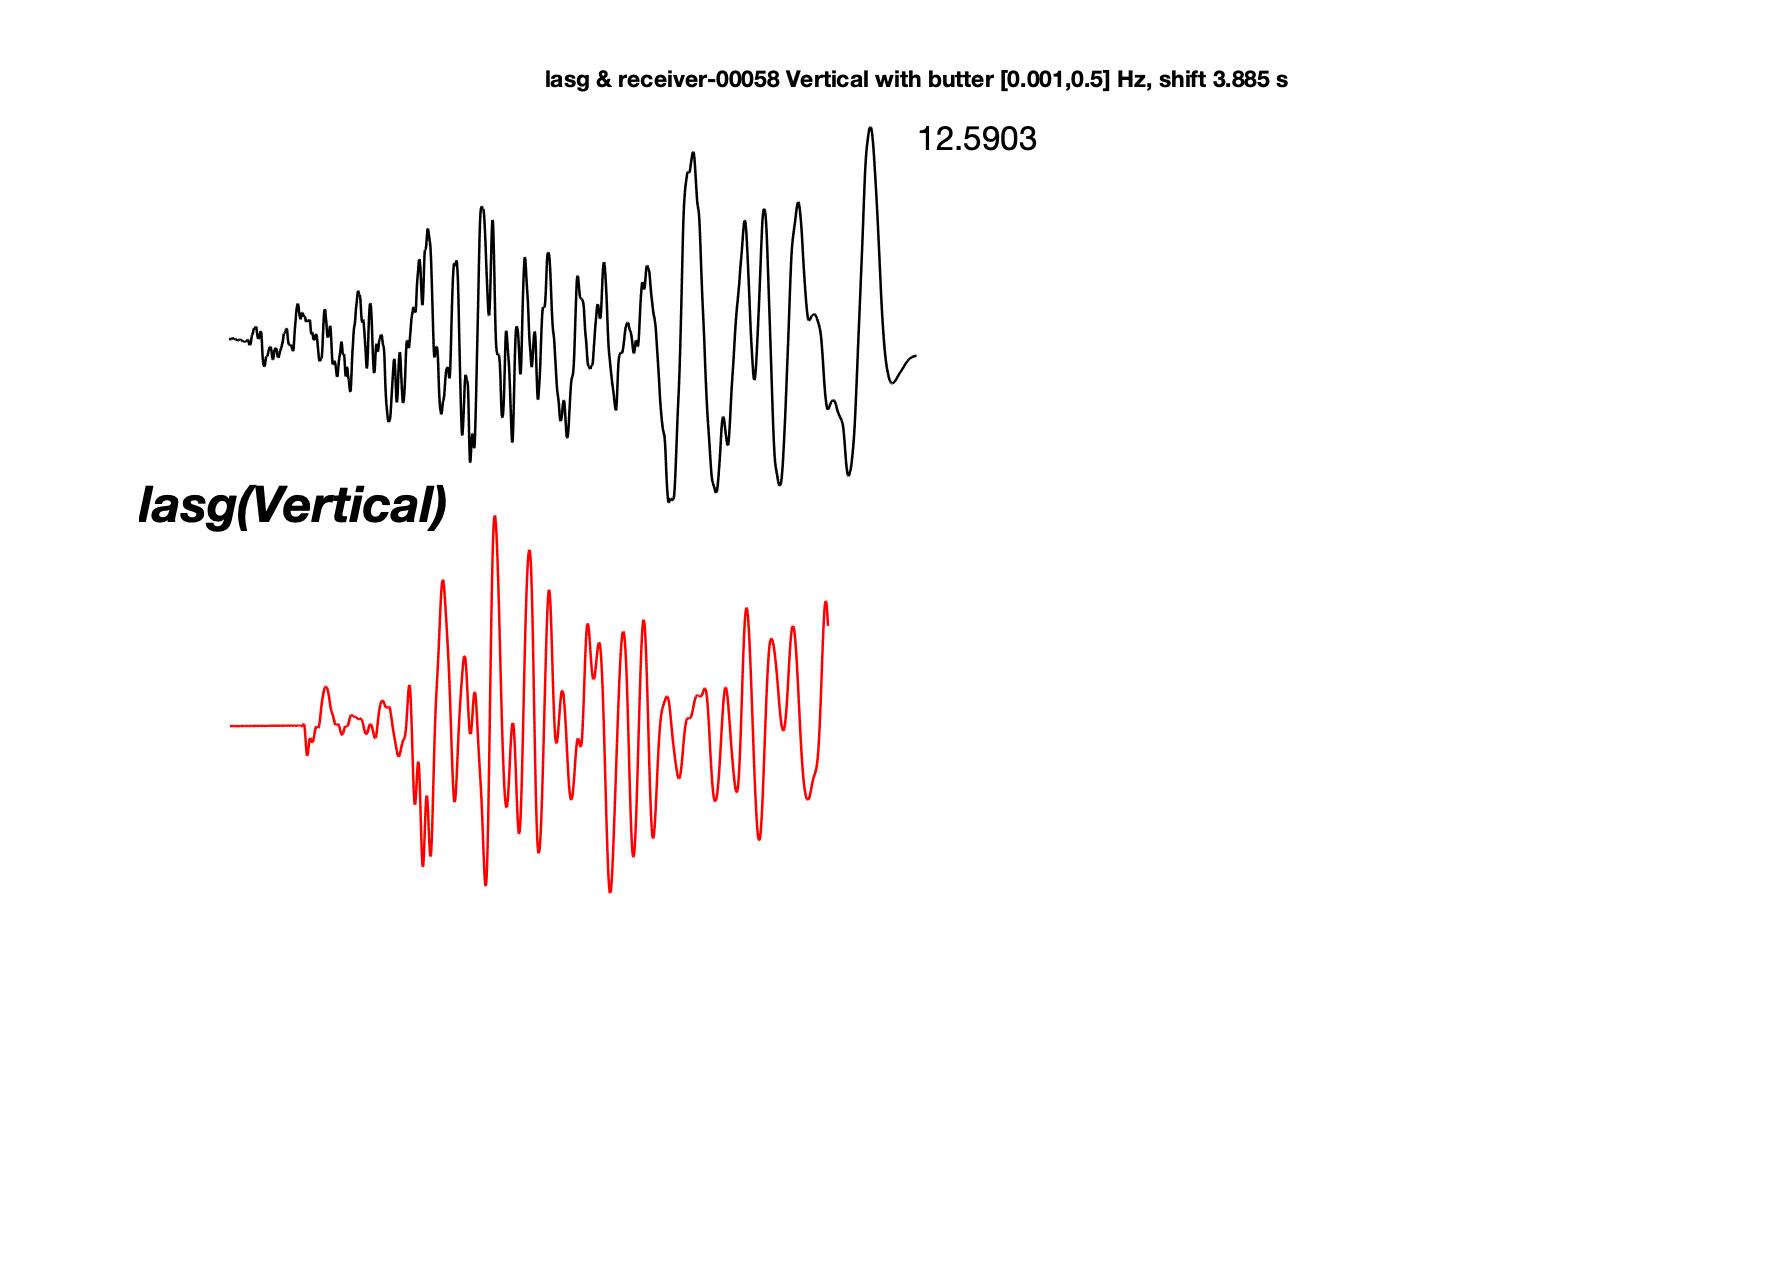 lasg & receiver-00058 Vertical with butter [0.001,0.5] Hz, shift 3.885 s
12.5903
lasg(Vertical)